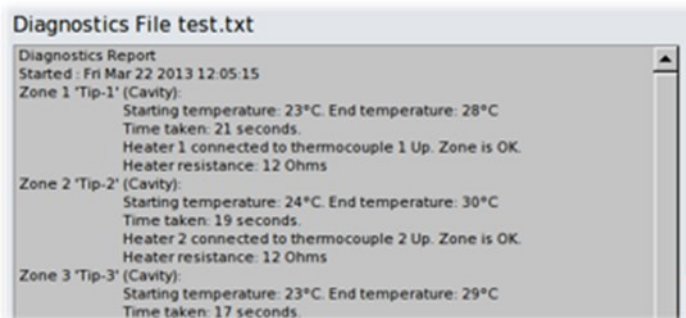 Diagnostics File test.txt
Diagnostics Report
Started : Fri Mar 22 2013 12:05:15
Zone 1 'Tip-1' (Cavity):
Starting temperature: 23°C. End temperature: 28°C
Time taken: 21 seconds.
Heater 1 connected to thermocouple 1 Up. Zone is OK.
Heater resistance: 12 Ohms
Zone 2 'Tip-2' (Cavity):
Starting temperature: 24°C. End temperature: 30°C
Time taken: 19 seconds.
Heater 2 connected to thermocouple 2 Up. Zone is OK.
Heater resistance: 12 Ohms
Zone 3 'Tip-3' (Cavity):
Starting temperature: 23°C. End temperature: 29°C
Time taken: 17 seconds.